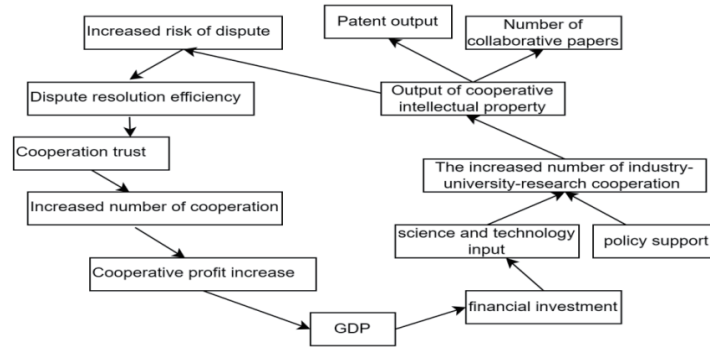 Patent output
Number of
collaborative papers
Increased risk of dispute
Output of cooperative
intellectual property
Dispute resolution efficiency
Cooperation trust
The increased number of industry-
university-research cooperation
Increased number of cooperation
science and technology
input
policy support
Cooperative profit increase
financial investment
GDP